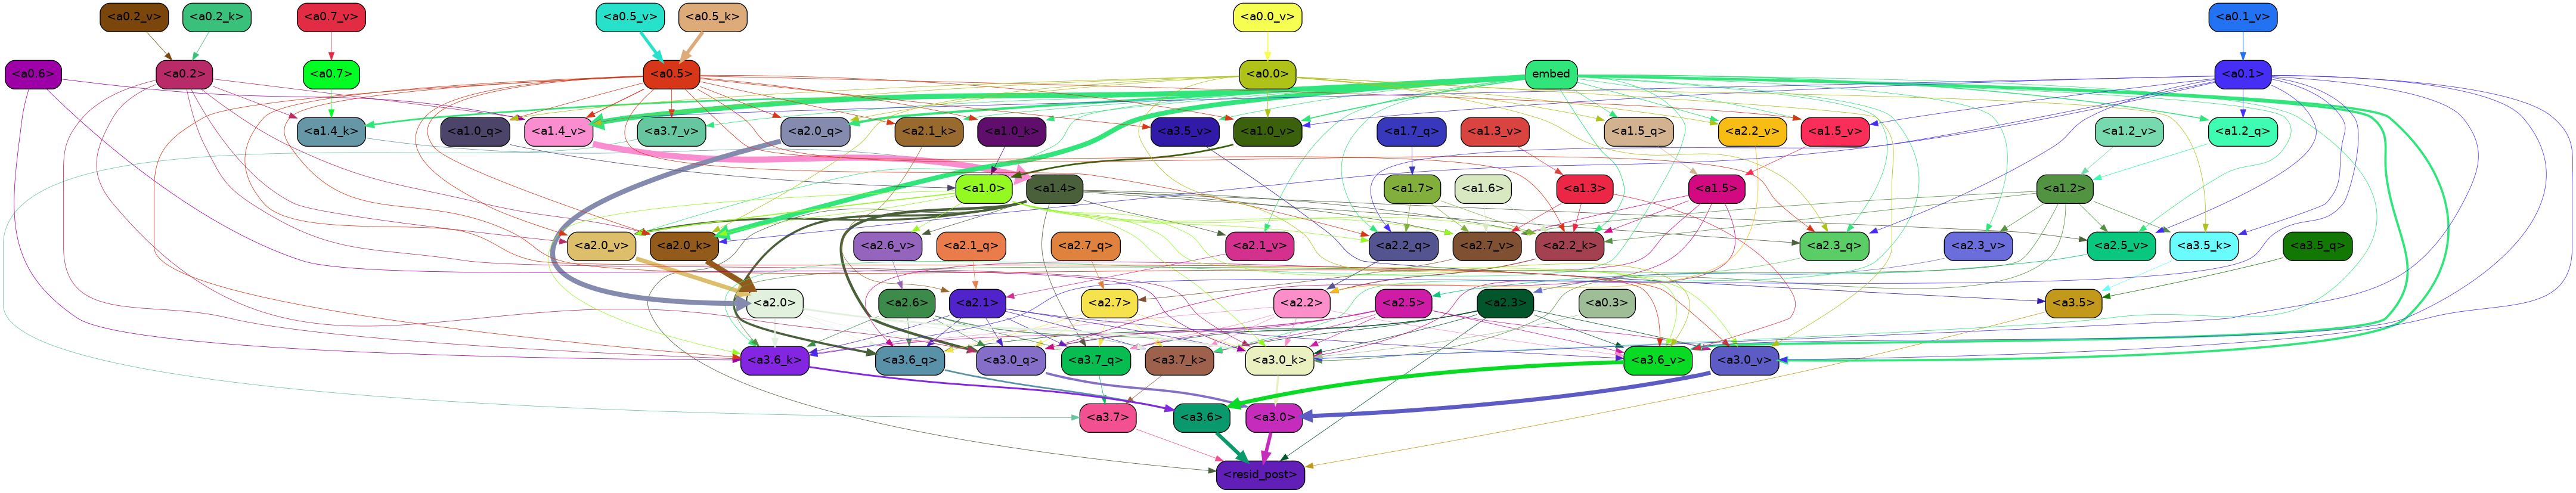 <a0.2_v> <a0.2_k> <a0.7_v> <a0.5_v> <a0.5_k> <a0.0_v> <a0.1_v>
<a0.6> <a0.2> <a0.7> <a0.5> <a0.0> embed <a0.1>
<a1.4_k> <a1.0_q> <a1.4_v> <a3.7_v> <a2.0_q> <a2.1_k> <a1.0_k> <a3.5_v> <a1.0_v> <a1.7_q> <a1.3_v> <a1.5_q> <a2.2_v> <a1.5_v> <a1.2_v> <a1.2_q>
<a1.0> <a1.4> <a1.7> <a1.6> <a1.3> <a1.5> <a1.2>
<a2.0_v> <a2.0_k> <a2.6_v> <a2.1_q> <a2.7_q> <a2.1_v> <a2.2_q> <a2.7_v> <a2.2_k> <a2.3_q> <a2.3_v> <a2.5_v> <a3.5_k> <a3.5_q>
<a2.0> <a2.6> <a2.1> <a2.7> <a2.2> <a2.5> <a2.3> <a0.3> <a3.5>
<a3.6_k> <a3.6_q> <a3.0_q> <a3.7_q> <a3.7_k> <a3.0_k> <a3.6_v> <a3.0_v>
<a3.7> <a3.6> <a3.0>
<resid_post>